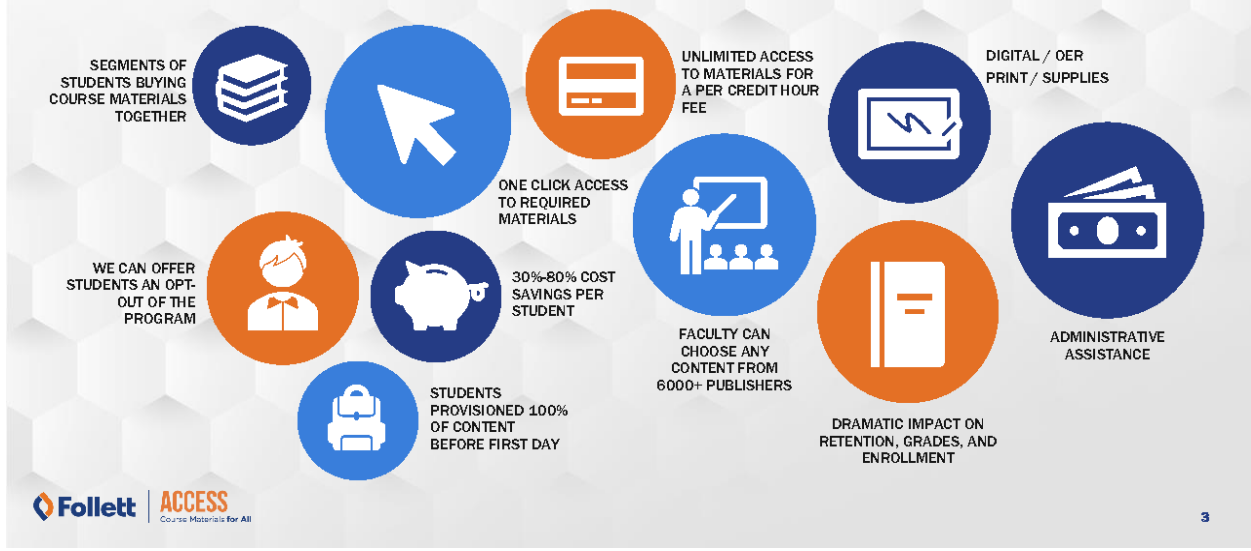 SEGMENTS OF
STUDENTS BUYING
COURSE MATERIALS
TOGETHER
ONE CLICK ACCESS
TO REQUIRED
MATERIALS
UNLIMITED ACCESS
TO MATERIALS FOR
A PER CREDIT HOUR
FEE
DIGITAL / OER
PRINT / SUPPLIES
WE CAN OFFER
STUDENTS AN OPT-
OUT OF THE
PROGRAM
30%-80% COST
SAVINGS PER
STUDENT
FACULTY CAN
CHOOSE ANY
CONTENT FROM
6000+ PUBLISHERS
ADMINISTRATIVE
ASSISTANCE
STUDENTS
PROVISIONED 100%
OF CONTENT
BEFORE FIRST DAY
DRAMATIC IMPACT ON
RETENTION, GRADES, AND
ENROLLMENT
Follett
ACCESS
Course Materials for All
3